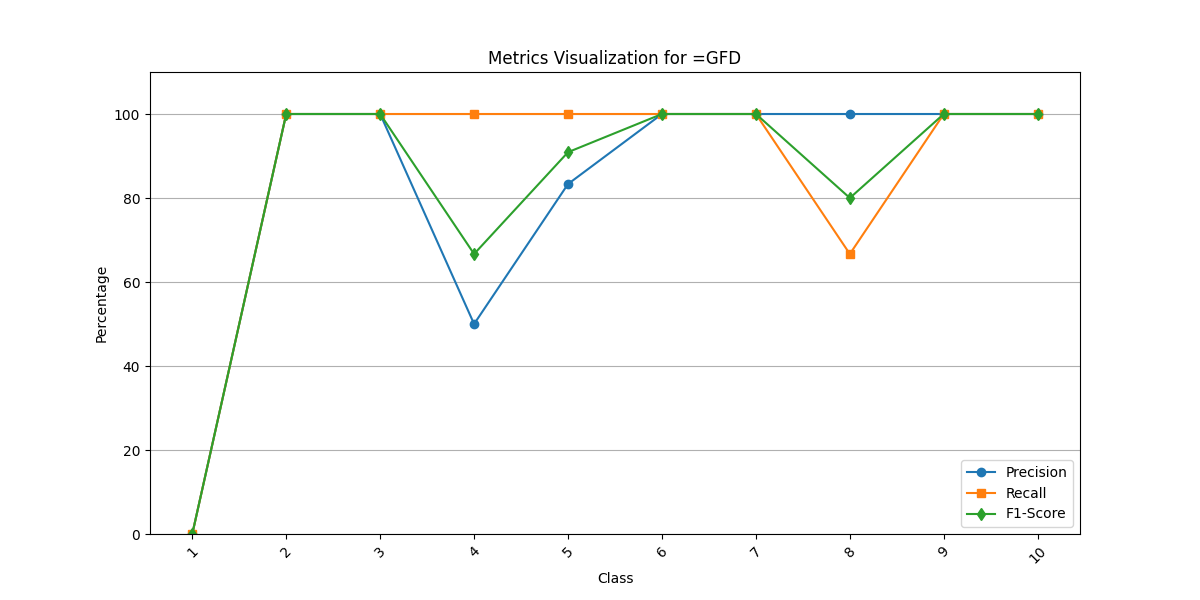 Metrics Visualization for =GFD
Percentage
100
80
60
40
20
0
Precision
Recall
F1-Score
1 2 3 4 5 6 7 8 9 10
Class